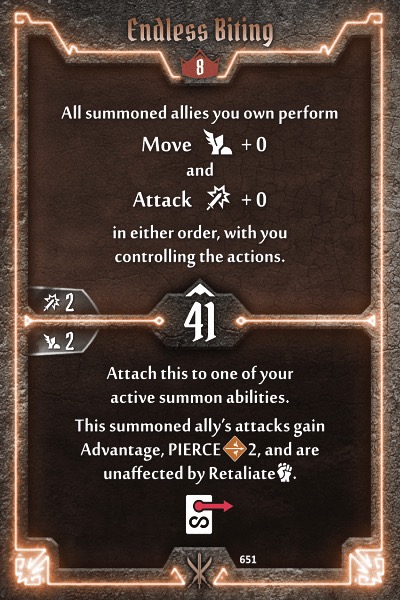 Endless Biting
8
All summoned allies you own perform
Move + 0
and
Attack + 0
in either order, with you
controlling the actions.
2
41
2
Attach this to one of your
active summon abilities.
This summoned ally's attacks gain
Advantage, PIERCE 2, and are
unaffected by Retaliate.
651